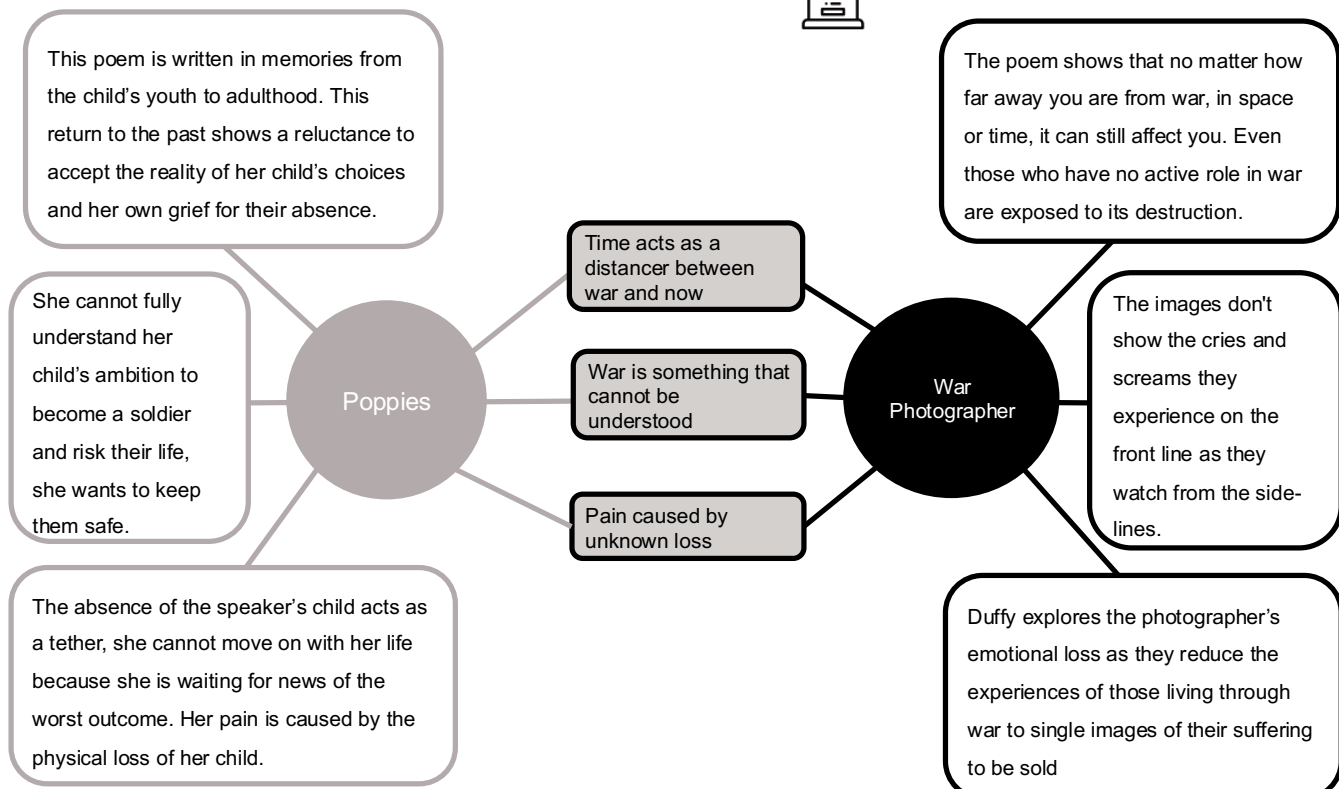 This poem is written in memories from
the child’s youth to adulthood. This
return to the past shows a reluctance to
accept the reality of her child’s choices
and her own grief for their absence.
She cannot fully
understand her
child’s ambition to
become a soldier
and risk their life,
she wants to keep
them safe.
The absence of the speaker’s child acts as
a tether, she cannot move on with her life
because she is waiting for news of the
worst outcome. Her pain is caused by the
physical loss of her child.
Poppies
Time acts as a
distancer between
war and now
War is something that
cannot be
understood
Pain caused by
unknown loss
War
Photographer
The poem shows that no matter how
far away you are from war, in space
or time, it can still affect you. Even
those who have no active role in war
are exposed to its destruction.
The images don't
show the cries and
screams they
experience on the
front line as they
watch from the side-
lines.
Duffy explores the photographer’s
emotional loss as they reduce the
experiences of those living through
war to single images of their suffering
to be sold